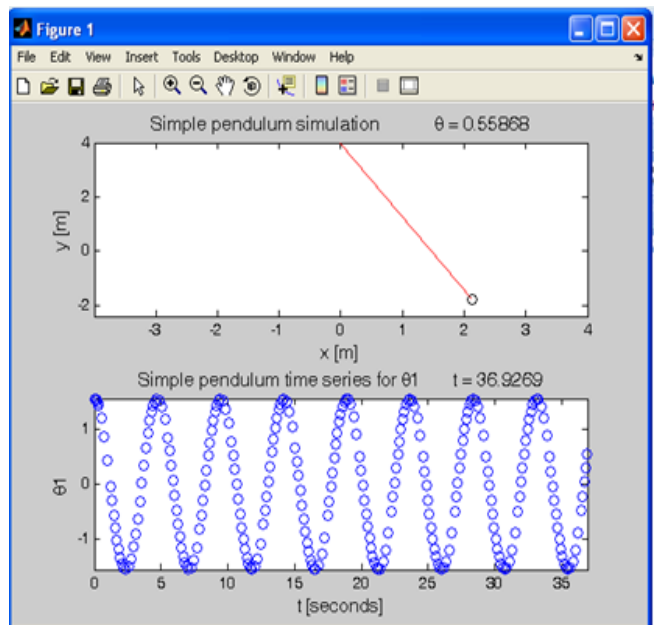 Figure 1
File Edit View Insert Tools Desktop Window Help
Simple pendulum simulation θ = 0.55868
4
2
0
-2
y [m]
-3 -2 -1 0 1 2 3 4
x [m]
Simple pendulum time series for θ1 t = 36.9269
1
0
-1
θ1
0 5 10 15 20 25 30 35
t [seconds]